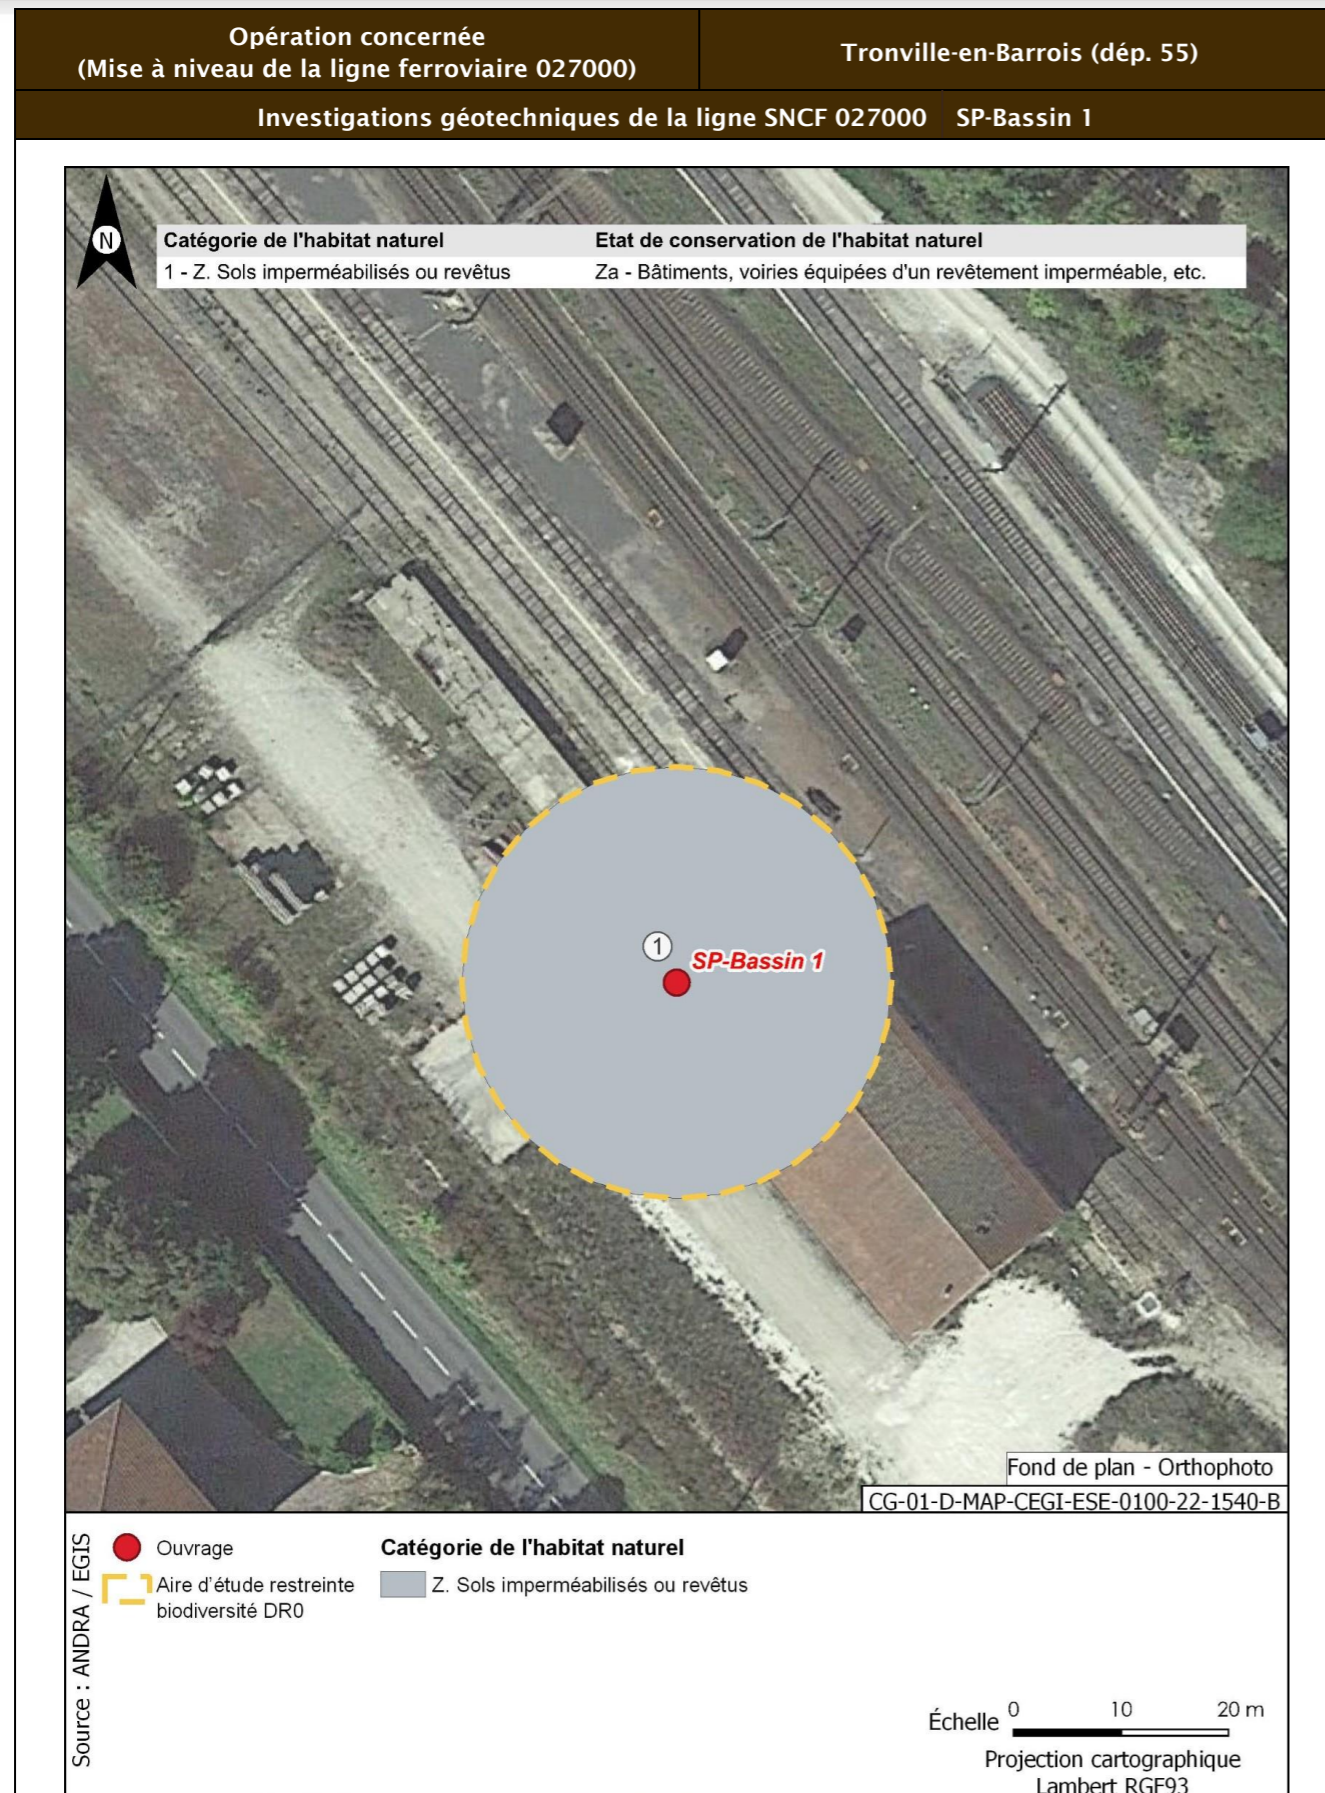 Opération concernée
(Mise à niveau de la ligne ferroviaire 027000)
Tronville-en-Barrois (dép. 55)
Investigations géotechniques de la ligne SNCF 027000 SP-Bassin 1
N
Catégorie de l'habitat naturel Etat de conservation de l'habitat naturel
1 - Z. Sols imperméabilisés ou revêtus Za - Bâtiments, voiries équipées d'un revêtement imperméable, etc.
1
SP-Bassin 1
Fond de plan - Orthophoto
CG-01-D-MAP-CEGI-ESE-0100-22-1540-B
Source : ANDRA / EGIS
Ouvrage
Aire d'étude restreinte
biodiversité DR0
Catégorie de l'habitat naturel
Z. Sols imperméabilisés ou revêtus
Échelle 0 10 20 m
Projection cartographique
Lambert RGF93